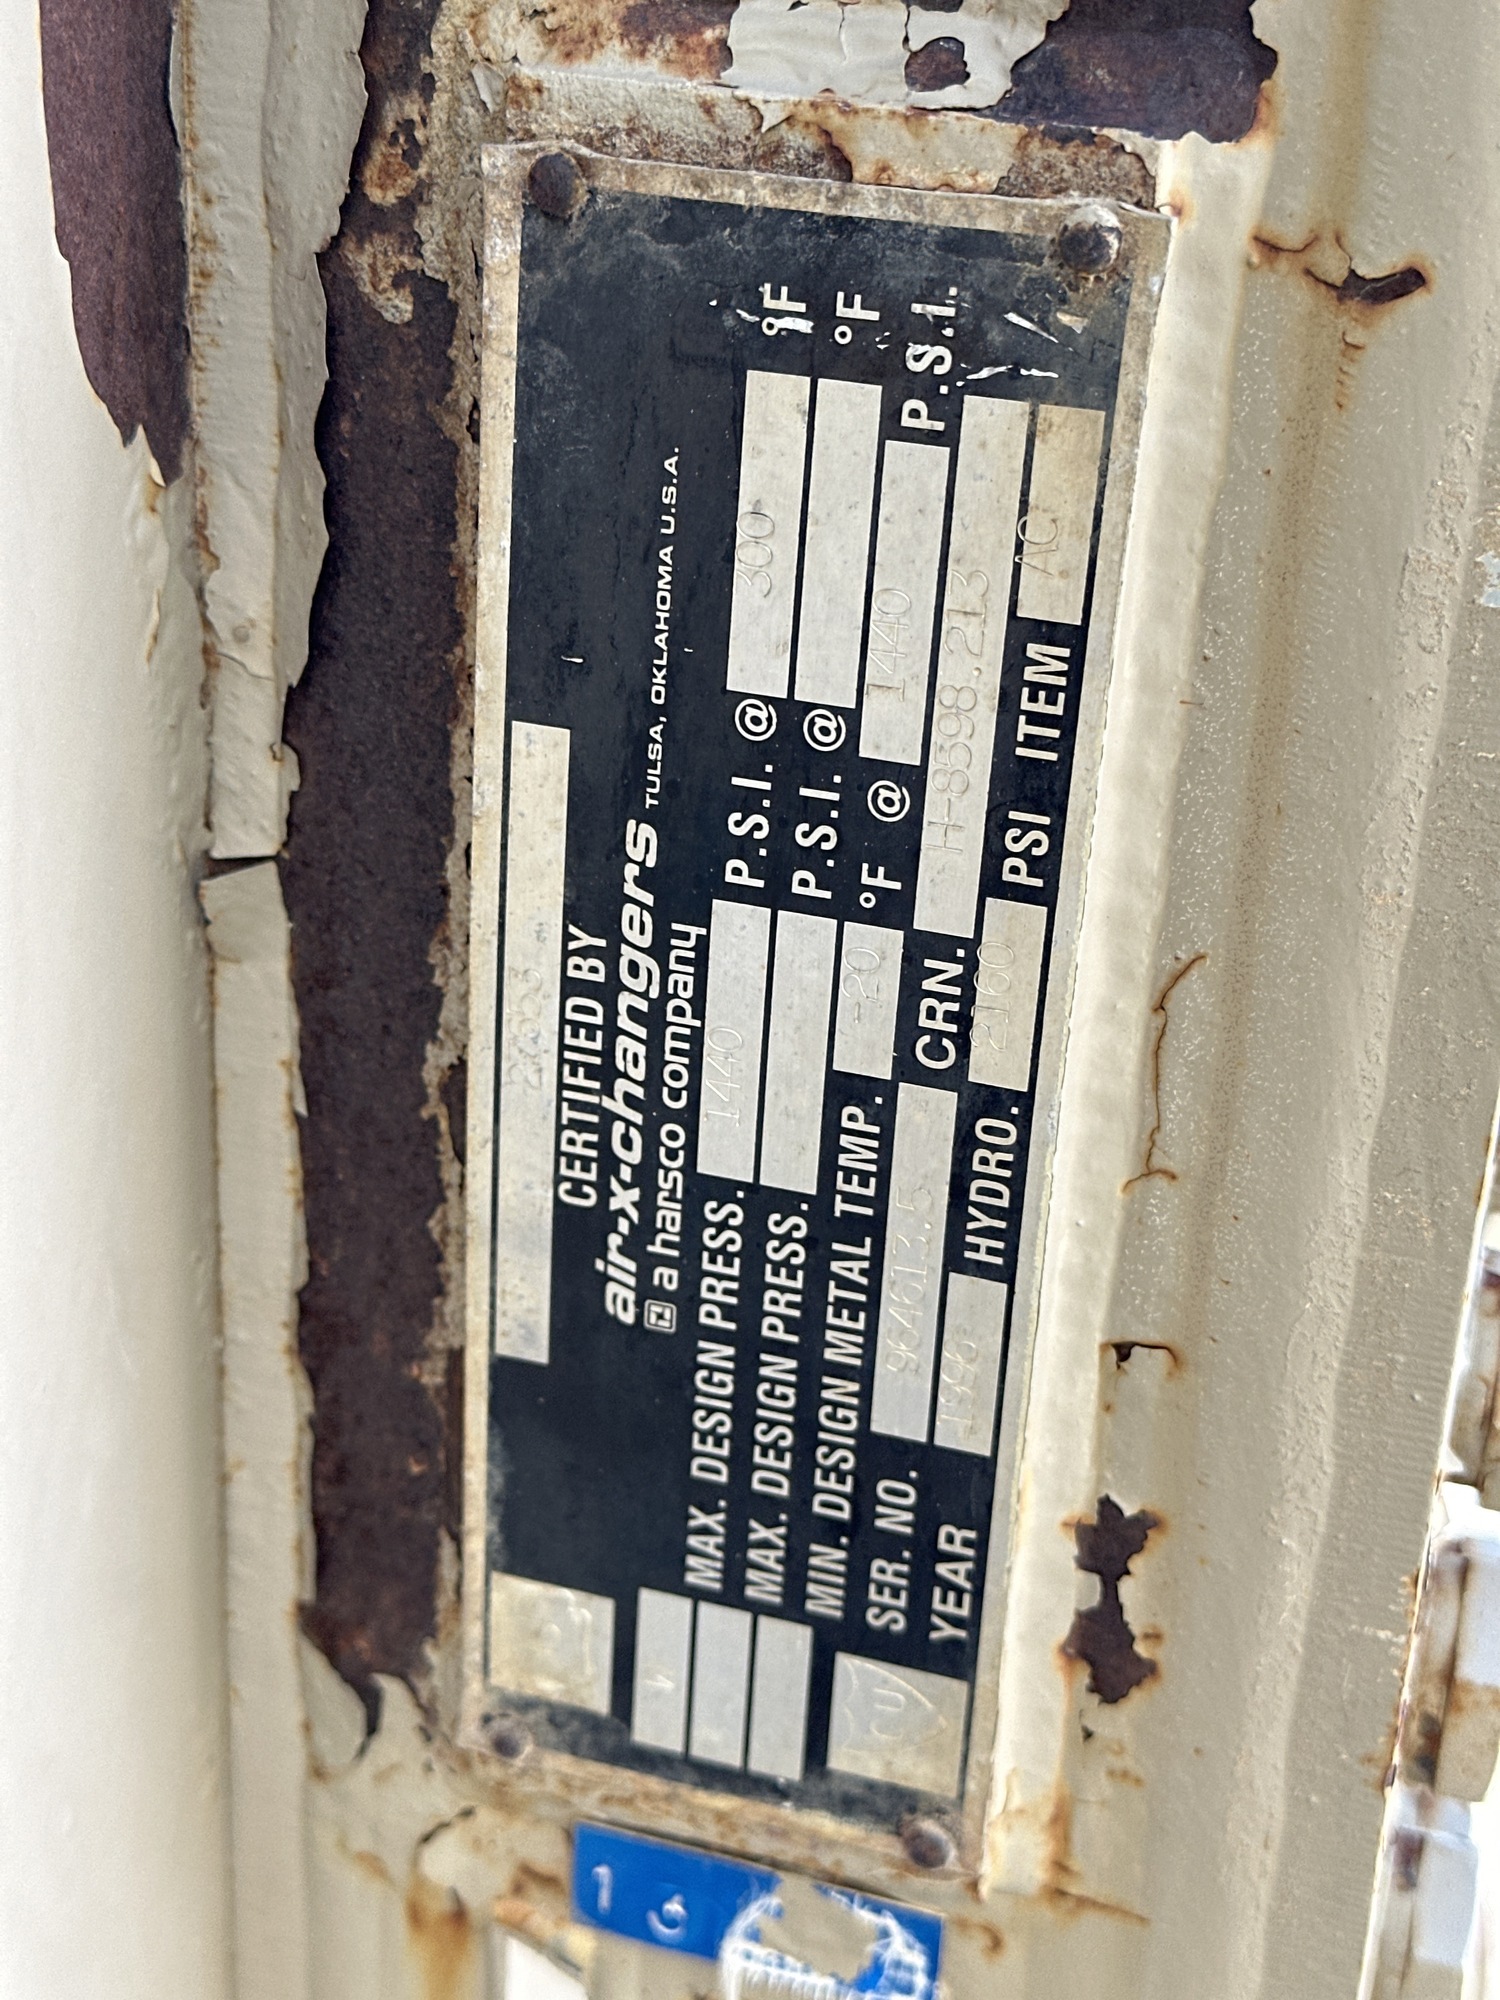 CERTIFIED BY
air-x-changers TULSA, OKLAHOMA U.S.A.
a harsco company
MAX. DESIGN PRESS. 1440 P.S.I. @ 300 °F
MAX. DESIGN PRESS. P.S.I. @ °F
MIN. DESIGN METAL TEMP. -20 °F @ 1440 P.S.I.
SER. NO. 964613.5 CRN. H-8598.213
YEAR 1996 HYDRO. 2160 PSI ITEM AC
U